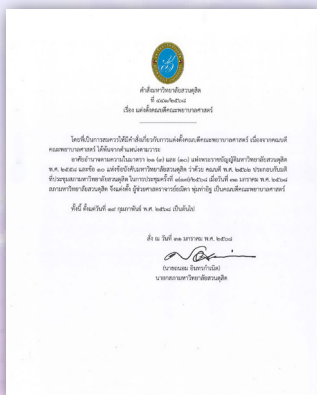 คำสั่งมหาวิทยาลัยสวนดุสิต
เรื่อง แต่งตั้งคณบดีคณะพยาบาลศาสตร์
โดยที่เป็นการสมควรให้มีคำสั่งเกี่ยวกับการแต่งตั้งคณบดีคณะพยาบาลศาสตร์ เนื่องจากคณบดี
คณะพยาบาลศาสตร์ ได้พ้นจากตำแหน่งตามวาระ
อาศัยอำนาจตามความในมาตรา ๒๑ (๗) และ (๑๐) แห่งพระราชบัญญัติมหาวิทยาลัยสวนดุสิต
พ.ศ. ๒๕๕๘ และข้อ ๑๐ แห่งข้อบังคับมหาวิทยาลัยสวนดุสิต ว่าด้วย คณบดี พ.ศ. ๒๕๖๒ ประกอบกับมติ
ที่ประชุมสภามหาวิทยาลัยสวนดุสิต ในการประชุมครั้งที่ เมื่อวันที่ ๓๑ มกราคม พ.ศ. ๒๕๖๘
สภามหาวิทยาลัยสวนดุสิต จึงแต่งตั้ง ผู้ช่วยศาสตราจารย์ เป็นคณบดีคณะพยาบาลศาสตร์
ทั้งนี้ ตั้งแต่วันที่ ๑๙ กุมภาพันธ์ พ.ศ. ๒๕๖๘ เป็นต้นไป
สั่ง ณ วันที่ ๓๑ มกราคม พ.ศ. ๒๕๖๘
(นายถนอม อินทรกำเนิด)
นายกสภามหาวิทยาลัยสวนดุสิต